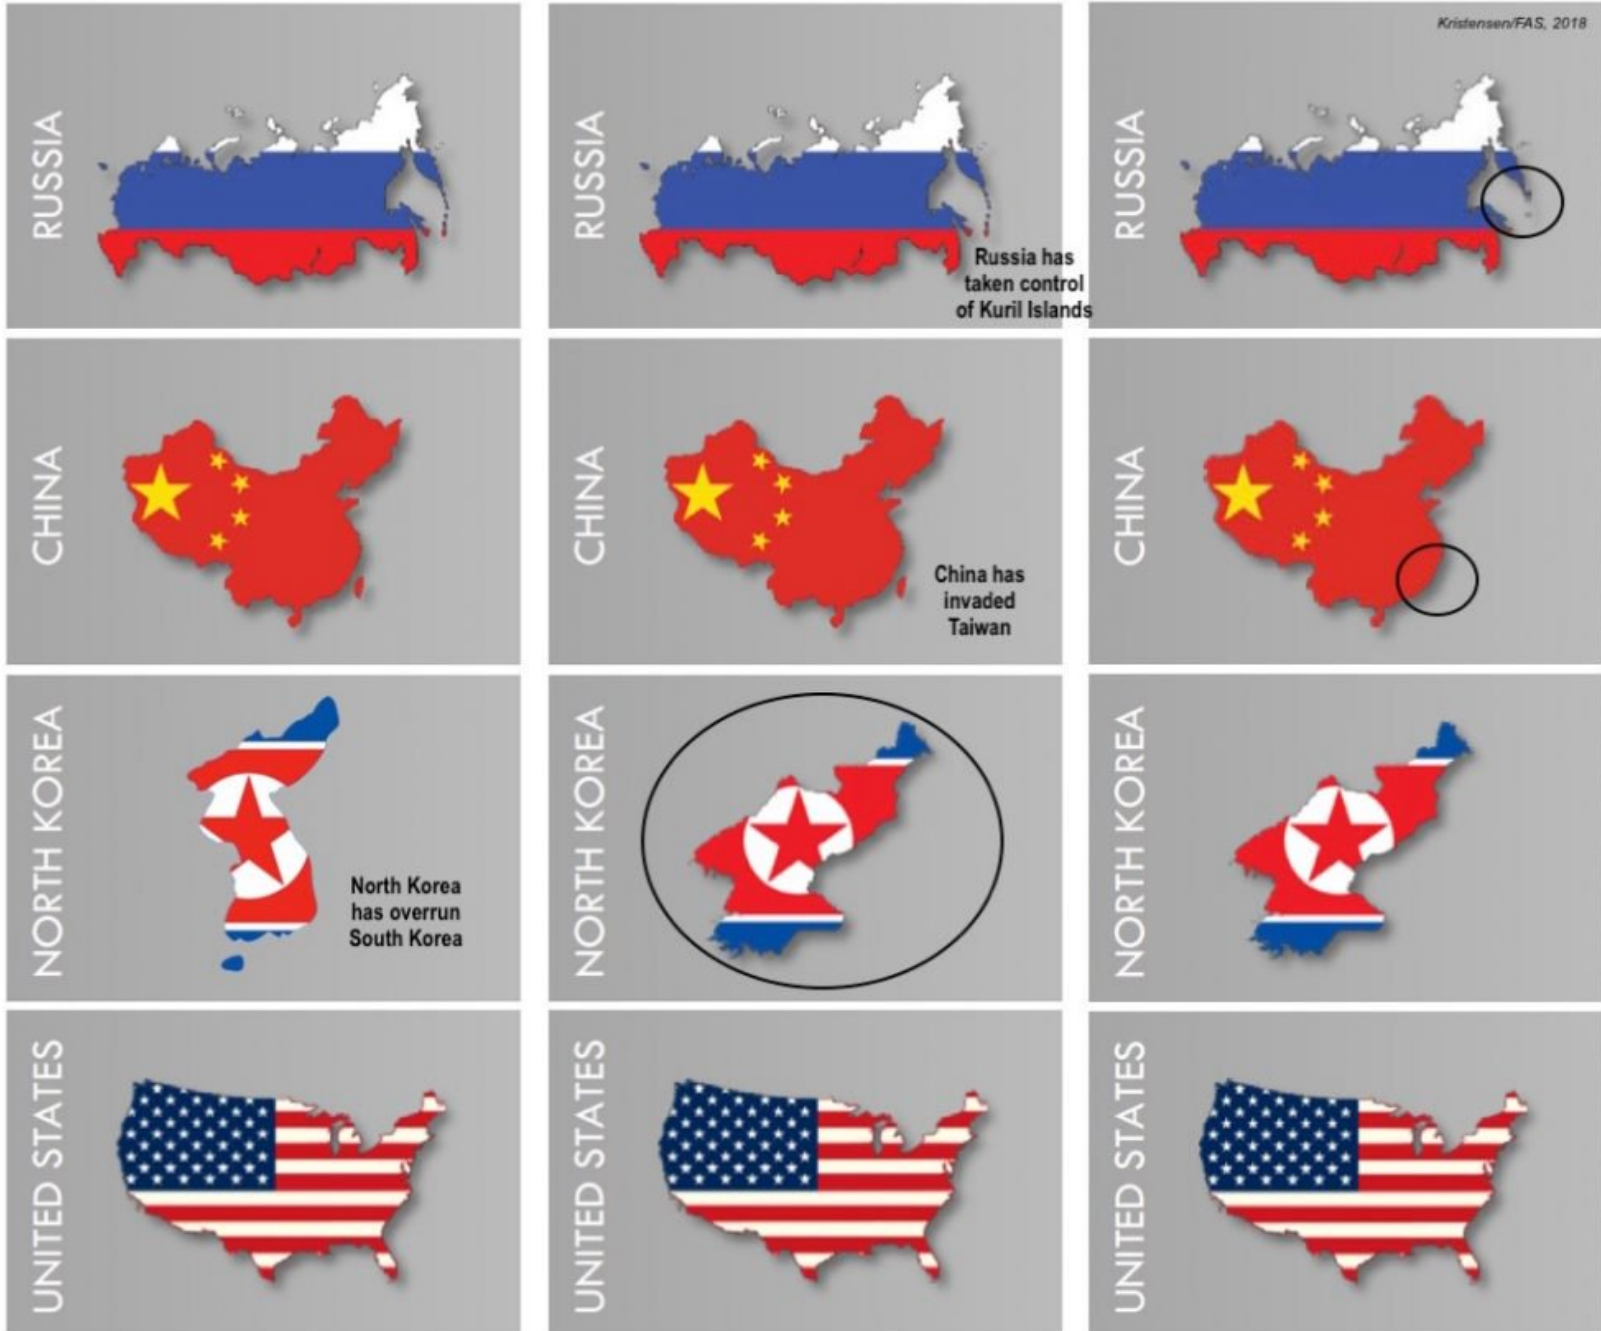 Kristensen/FAS, 2018
RUSSIA
RUSSIA
Russia has
taken control
of Kuril Islands
RUSSIA
CHINA
CHINA
China has
invaded
Taiwan
CHINA
NORTH KOREA
North Korea
has overrun
South Korea
NORTH KOREA
NORTH KOREA
UNITED STATES
UNITED STATES
UNITED STATES